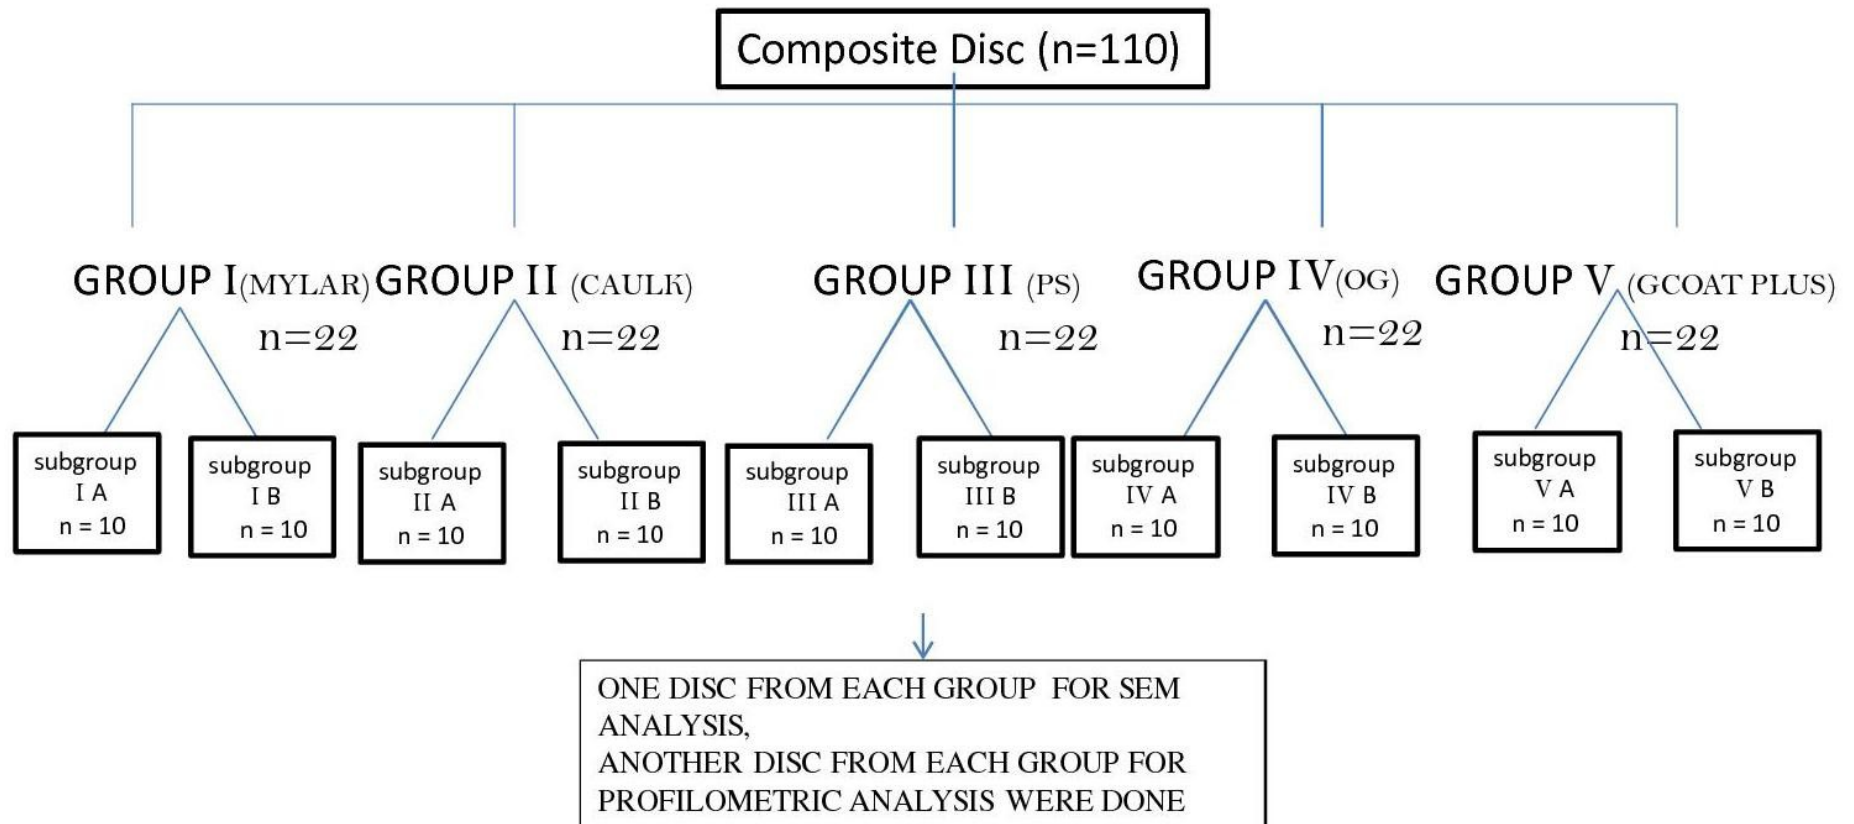 Composite Disc (n=110)
GROUP I(MYLAR)
n=22
GROUP II (CAULK)
n=22
GROUP III (PS)
n=22
GROUP IV(OG)
n=22
GROUP V (GCOAT PLUS)
n=22
subgroup
I A
n = 10
subgroup
I B
n = 10
subgroup
II A
n = 10
subgroup
II B
n = 10
subgroup
III A
n = 10
subgroup
III B
n = 10
subgroup
IV A
n = 10
subgroup
IV B
n = 10
subgroup
V A
n = 10
subgroup
V B
n = 10
ONE DISC FROM EACH GROUP FOR SEM
ANALYSIS,
ANOTHER DISC FROM EACH GROUP FOR
PROFILOMETRIC ANALYSIS WERE DONE